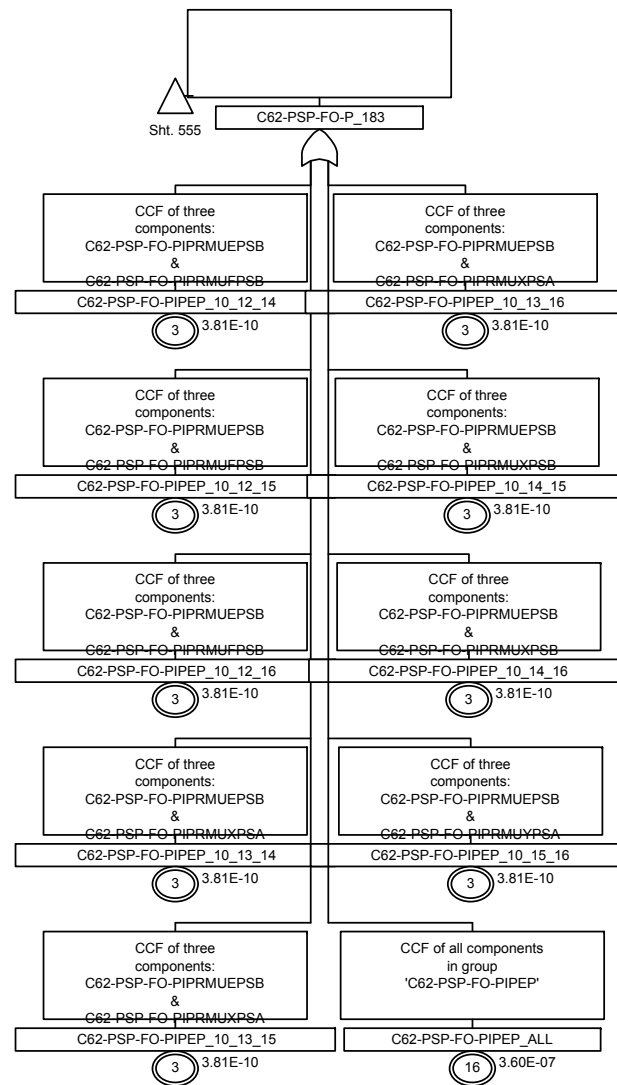 Sht. 555
C62-PSP-FO-P_183
CCF of three
components:
C62-PSP-FO-PIPRMUEPSB
&
C62-PSP-FO-PIPRMUFPSB
C62-PSP-FO-PIPEP_10_12_14
3
3.81E-10
CCF of three
components:
C62-PSP-FO-PIPRMUEPSB
&
C62-PSP-FO-PIPRMUXPSA
C62-PSP-FO-PIPEP_10_13_16
3
3.81E-10
CCF of three
components:
C62-PSP-FO-PIPRMUEPSB
&
C62-PSP-FO-PIPRMUFPSB
C62-PSP-FO-PIPEP_10_12_15
3
3.81E-10
CCF of three
components:
C62-PSP-FO-PIPRMUEPSB
&
C62-PSP-FO-PIPRMUXPSB
C62-PSP-FO-PIPEP_10_14_15
3
3.81E-10
CCF of three
components:
C62-PSP-FO-PIPRMUEPSB
&
C62-PSP-FO-PIPRMUFPSB
C62-PSP-FO-PIPEP_10_12_16
3
3.81E-10
CCF of three
components:
C62-PSP-FO-PIPRMUEPSB
&
C62-PSP-FO-PIPRMUXPSB
C62-PSP-FO-PIPEP_10_14_16
3
3.81E-10
CCF of three
components:
C62-PSP-FO-PIPRMUEPSB
&
C62-PSP-FO-PIPRMUXPSA
C62-PSP-FO-PIPEP_10_13_14
3
3.81E-10
CCF of three
components:
C62-PSP-FO-PIPRMUEPSB
&
C62-PSP-FO-PIPRMUYPSA
C62-PSP-FO-PIPEP_10_15_16
3
3.81E-10
CCF of three
components:
C62-PSP-FO-PIPRMUEPSB
&
C62-PSP-FO-PIPRMUXPSA
C62-PSP-FO-PIPEP_10_13_15
3
3.81E-10
CCF of all components
in group
'C62-PSP-FO-PIPEP'
C62-PSP-FO-PIPEP_ALL
16
3.60E-07